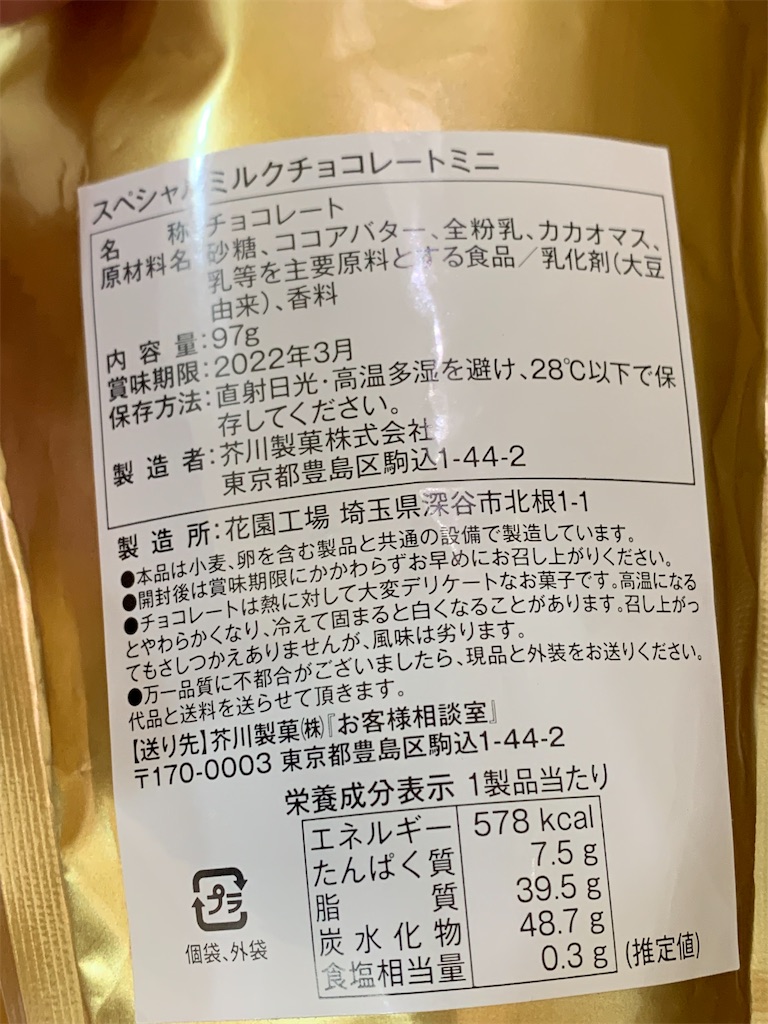 スペシャルミルクチョコレートミニ
名 称:チョコレート
原材料名:砂糖、ココアバター、全粉乳、カカオマス、
乳等を主要原料とする食品／乳化剤(大豆
由来)、香料
内容量:97g
賞味期限:2022年3月
保存方法:直射日光・高温多湿を避け、28℃以下で保
存してください。
製造者:芥川製菓株式会社
東京都豊島区駒込1-44-2
製造所:花園工場 埼玉県深谷市北根1-1
●本品は小麦、卵を含む製品と共通の設備で製造しています。
●開封後は賞味期限にかかわらずお早めにお召し上がりください。
●チョコレートは熱に対して大変デリケートなお菓子です。高温になる
とやわらかくなり、冷えて固まると白くなることがあります。召し上がっ
てもさしつかえありませんが、風味は劣ります。
●万一品質に不都合がございましたら、現品と外装をお送りください。
代品と送料を送らせて頂きます。
【送り先】芥川製菓㈱『お客様相談室』
〒170-0003 東京都豊島区駒込1-44-2
栄養成分表示 1製品当たり
エネルギー 578 kcal
たんぱく質 7.5 g
脂質 39.5 g
炭水化物 48.7 g
食塩相当量 0.3 g (推定値)
プラ
個袋、外袋